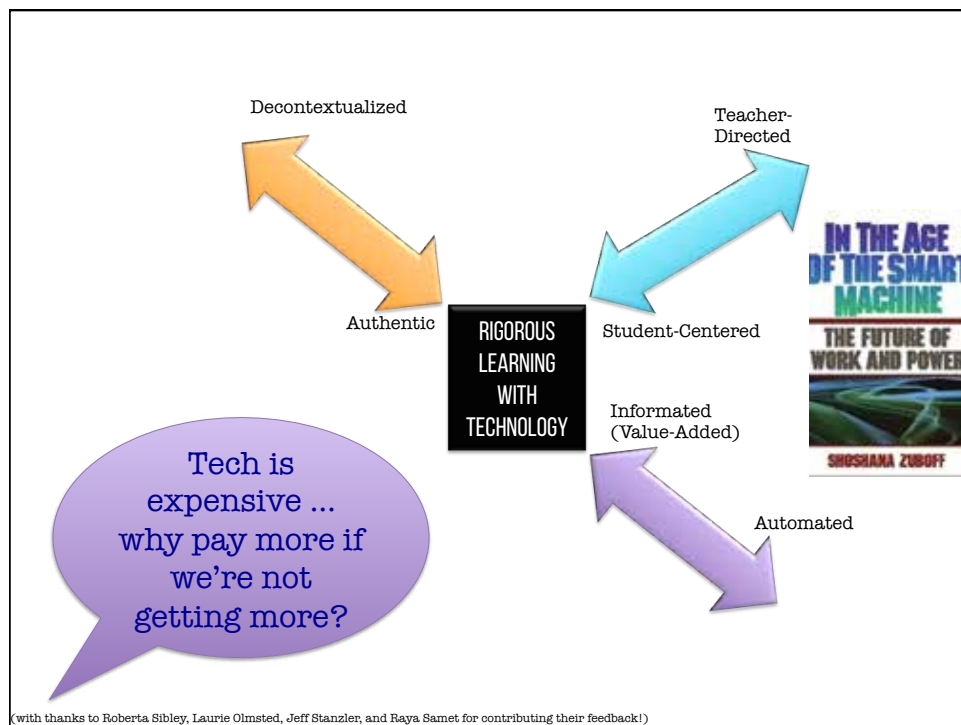 Decontextualized
Teacher-
Directed
IN THE AGE
OF THE SMART
MACHINE
THE FUTURE OF
WORK AND POWER
SHOSHANA ZUBOFF
Authentic
RIGOROUS
LEARNING
WITH
TECHNOLOGY
Student-Centered
Informated
(Value-Added)
Automated
Tech is
expensive ...
why pay more if
we’re not
getting more?
(with thanks to Roberta Sibley, Laurie Olmsted, Jeff Stanzler, and Raya Samet for contributing their feedback!)